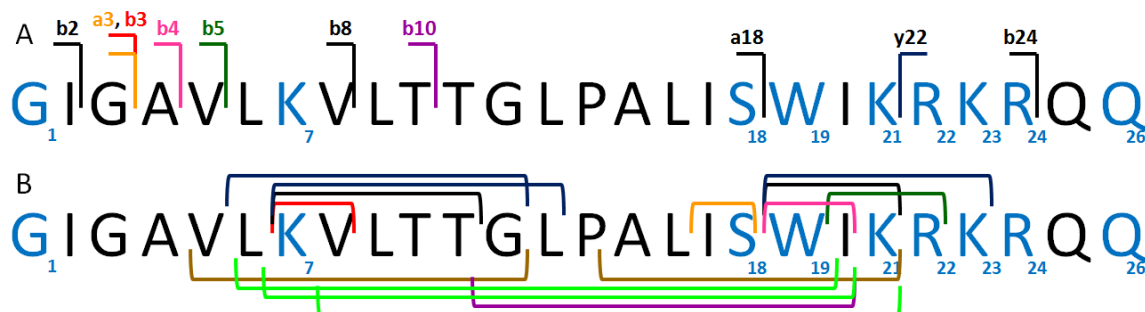 b2 a3, b3 b4 b5 b8 b10 a18 y22 b24
A
GIGAVLKVLTTGLPALISWIKRKRQQ
1 7 18 19 21 22 23 24 26
B
GIGAVLKVLTTGLPALISWIKRKRQQ
1 7 18 19 21 22 23 24 26